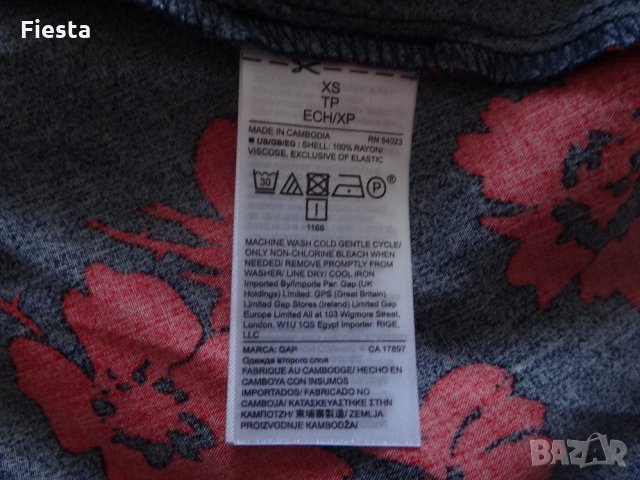 Fiesta
XS
TP
ECH/XP
MADE IN CAMBODIA RN 54023
■ US/GB/EG : SHELL: 100% RAYON/
VISCOSE, EXCLUSIVE OF ELASTIC
30 P
1166
MACHINE WASH COLD GENTLE CYCLE/
ONLY NON-CHLORINE BLEACH WHEN
NEEDED/ REMOVE PROMPTLY FROM
WASHER/ LINE DRY/ COOL IRON
Imported By/Importe Par: Gap (UK
Holdings) Limited: GPS (Great Britain)
Limited Gap Stores (Ireland) Limited Gap
Europe Limited All at 103 Wigmore Street,
London, W1U 1QS Egypt Importer: RIGE,
LLC
MARCA: GAP CA 17897
Одежда второго слоя
FABRIQUE AU CAMBODGE/ HECHO EN
CAMBOYA CON INSUMOS
IMPORTADOS/ FABRICADO NO
CAMBOJA/ ΚΑΤΑΣΚΕΥΑΣΤΗΚΕ ΣΤΗΝ
ΚΑΜΠΟΤΖΗ/ 柬埔寨製造/ ZEMLJA
PROIZVODNJE KAMBODŽA/
BAZAR